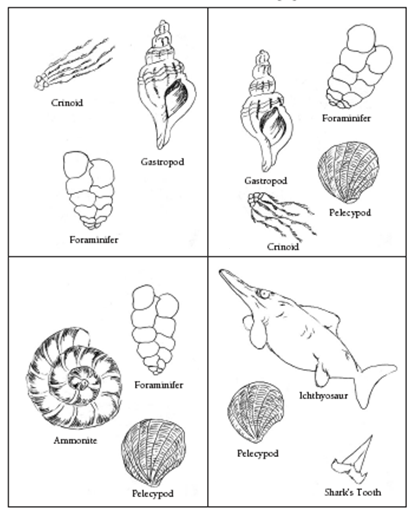 Crinoid
Gastropod
Foraminifer
Foraminifer
Gastropod
Pelecypod
Crinoid
Foraminifer
Ammonite
Pelecypod
Ichthyosaur
Pelecypod
Shark's Tooth